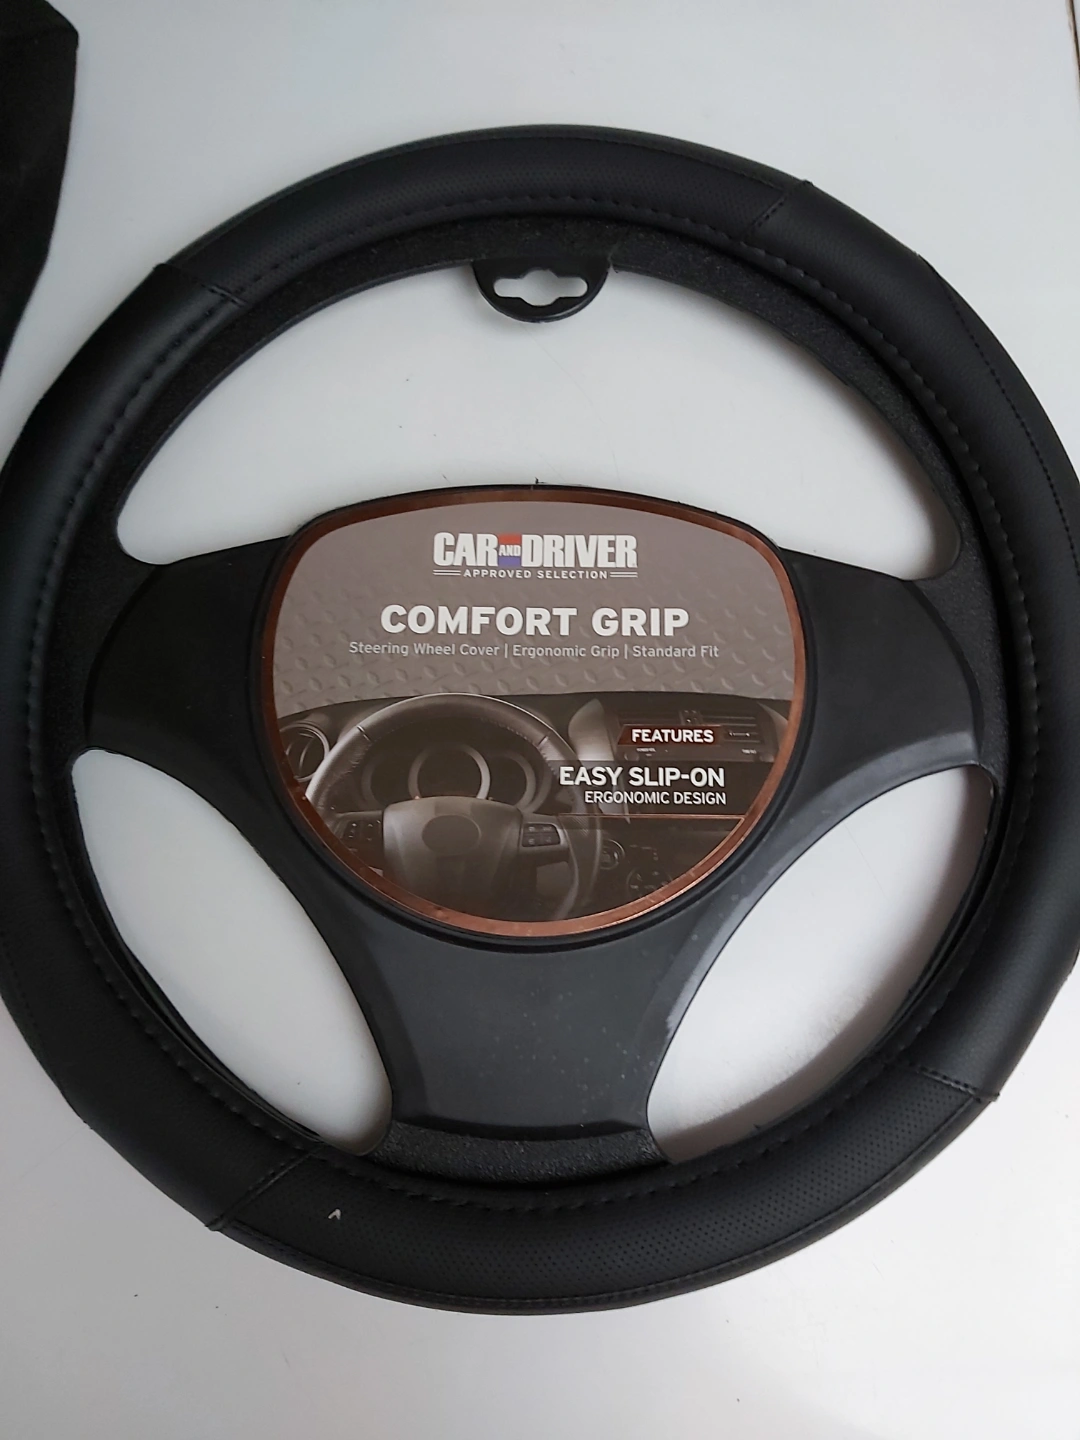 CAR AND DRIVER
APPROVED SELECTION
COMFORT GRIP
Steering Wheel Cover | Ergonomic Grip | Standard Fit
FEATURES
EASY SLIP-ON
ERGONOMIC DESIGN